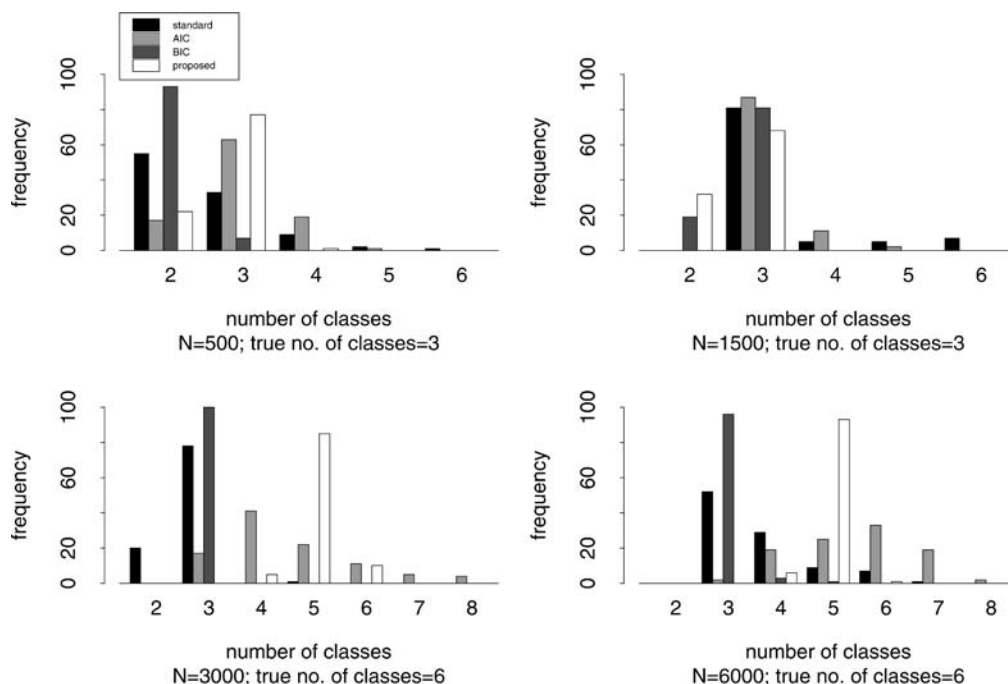 standard
AIC
BIC
proposed
frequency
0 20 60 100
2 3 4 5 6
number of classes
N=500; true no. of classes=3
frequency
0 20 60 100
2 3 4 5 6
number of classes
N=1500; true no. of classes=3
frequency
0 20 60 100
2 3 4 5 6 7 8
number of classes
N=3000; true no. of classes=6
frequency
0 20 60 100
2 3 4 5 6 7 8
number of classes
N=6000; true no. of classes=6